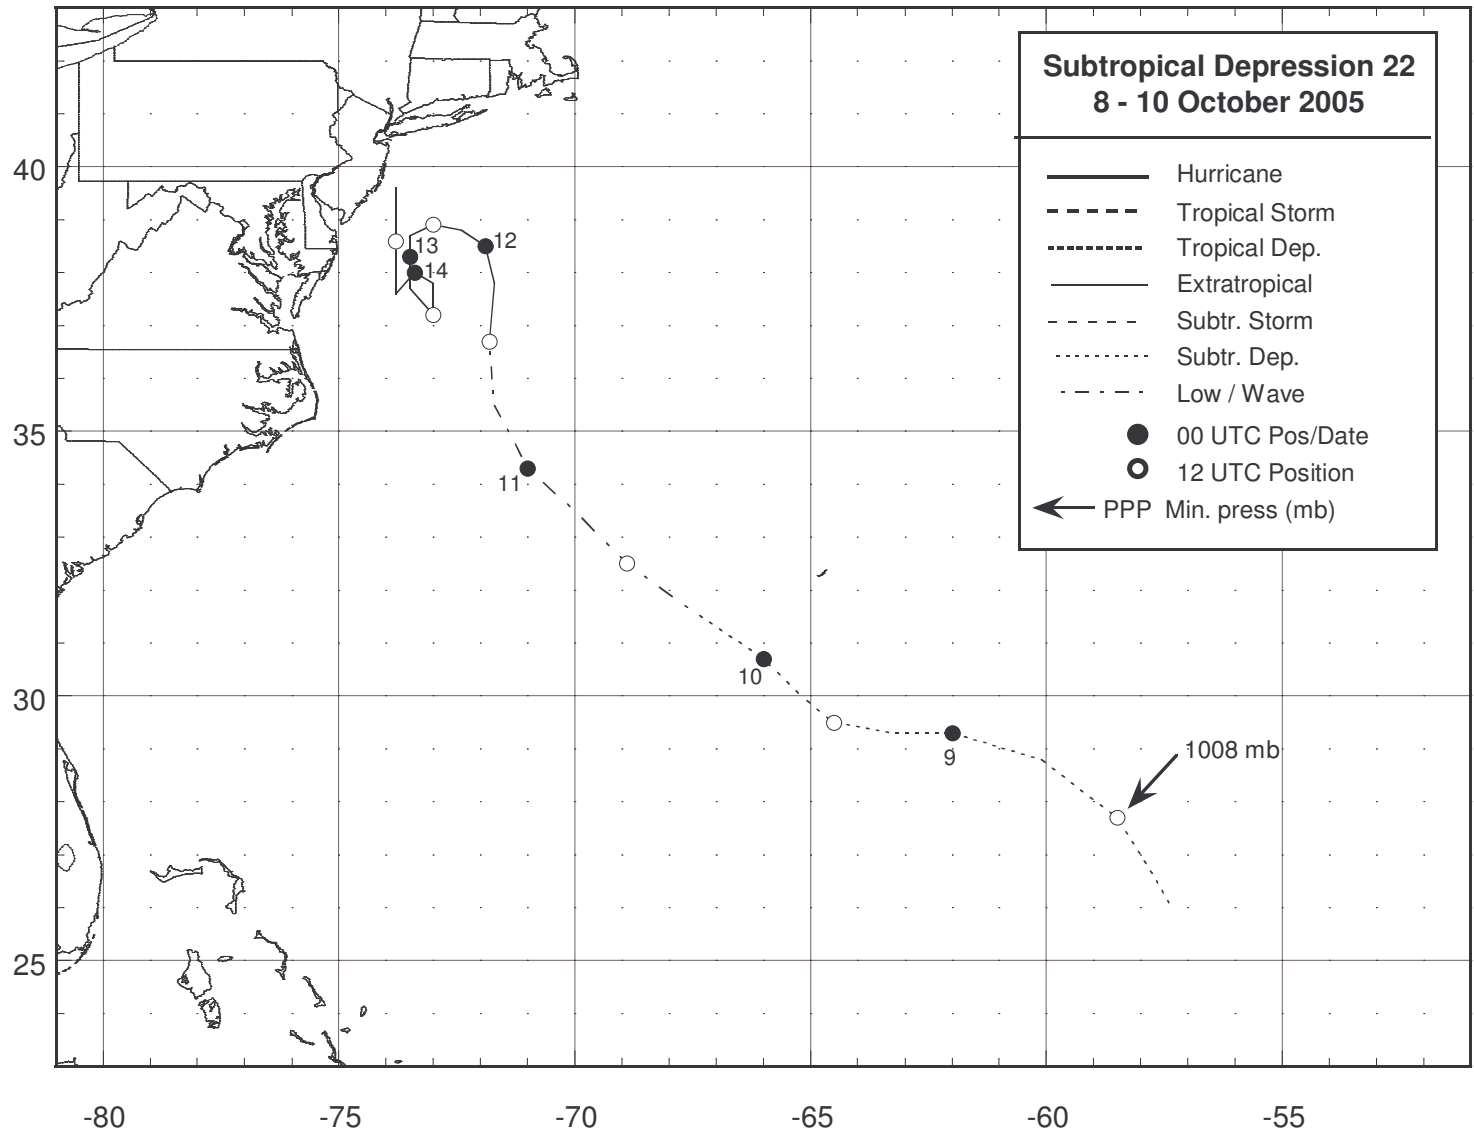 Subtropical Depression 22
8 - 10 October 2005
Hurricane
Tropical Storm
Tropical Dep.
Extratropical
Subtr. Storm
Subtr. Dep.
Low / Wave
00 UTC Pos/Date
12 UTC Position
PPP Min. press (mb)
40
35
30
25
13
12
14
11
10
9
1008 mb
-80
-75
-70
-65
-60
-55